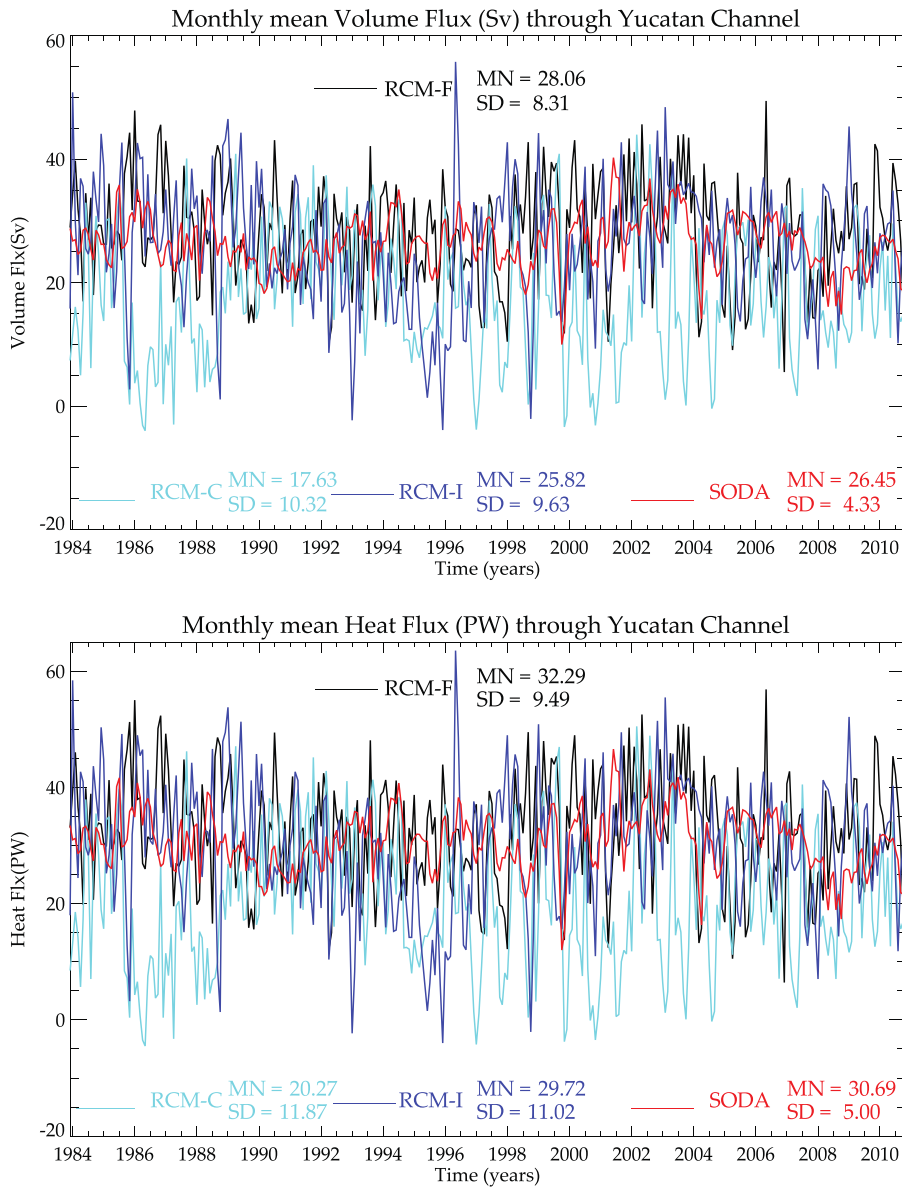 Monthly mean Volume Flux (Sv) through Yucatan Channel
60
RCM-F MN = 28.06
SD = 8.31
40
20
Volume Flx(Sv)
0
RCM-C MN = 17.63
SD = 10.32
RCM-I MN = 25.82
SD = 9.63
SODA MN = 26.45
SD = 4.33
-20
1984 1986 1988 1990 1992 1994 1996 1998 2000 2002 2004 2006 2008 2010
Time (years)
Monthly mean Heat Flux (PW) through Yucatan Channel
60
RCM-F MN = 32.29
SD = 9.49
40
20
Heat Flx(PW)
0
RCM-C MN = 20.27
SD = 11.87
RCM-I MN = 29.72
SD = 11.02
SODA MN = 30.69
SD = 5.00
-20
1984 1986 1988 1990 1992 1994 1996 1998 2000 2002 2004 2006 2008 2010
Time (years)